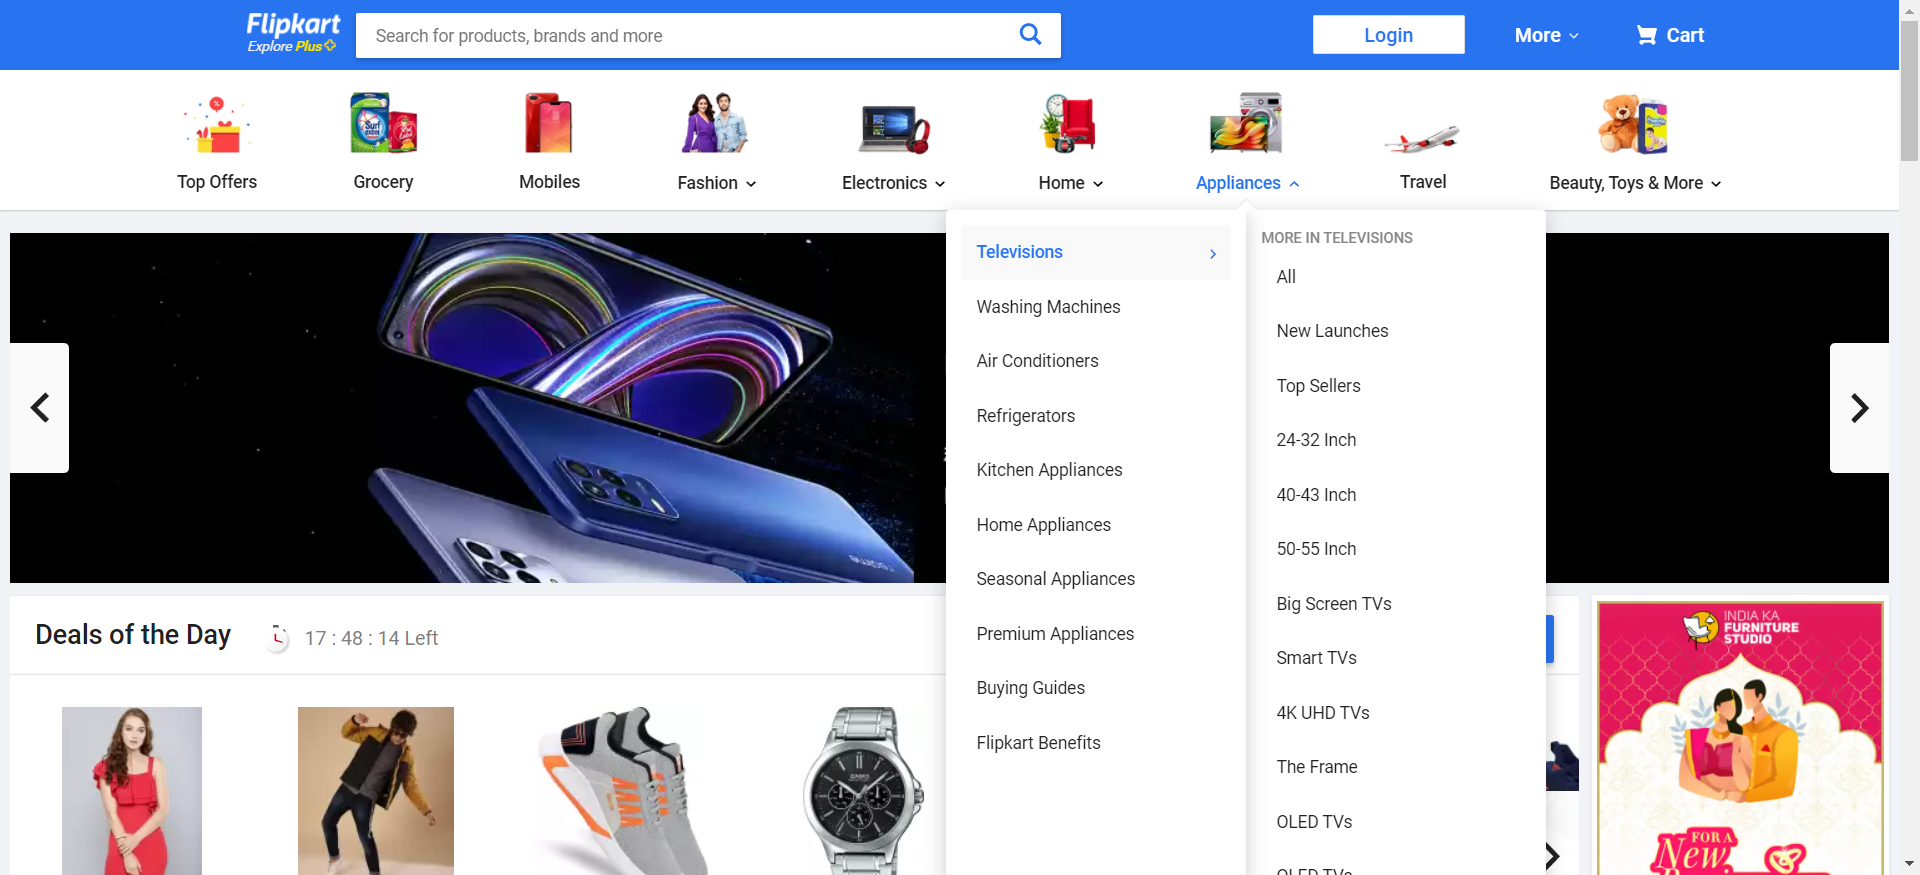 Flipkart
Explore Plus
Search for products, brands and more
Login
More
Cart
Top Offers
Grocery
Mobiles
Fashion
Electronics
Home
Appliances
Travel
Beauty, Toys & More
Televisions
Washing Machines
Air Conditioners
Refrigerators
Kitchen Appliances
Home Appliances
Seasonal Appliances
Premium Appliances
Buying Guides
Flipkart Benefits
MORE IN TELEVISIONS
All
New Launches
Top Sellers
24-32 Inch
40-43 Inch
50-55 Inch
Big Screen TVs
Smart TVs
4K UHD TVs
The Frame
OLED TVs
Deals of the Day
17 : 48 : 14 Left
Surf
excel
CASIO
INDIA KA
FURNITURE
STUDIO
FOR A
New